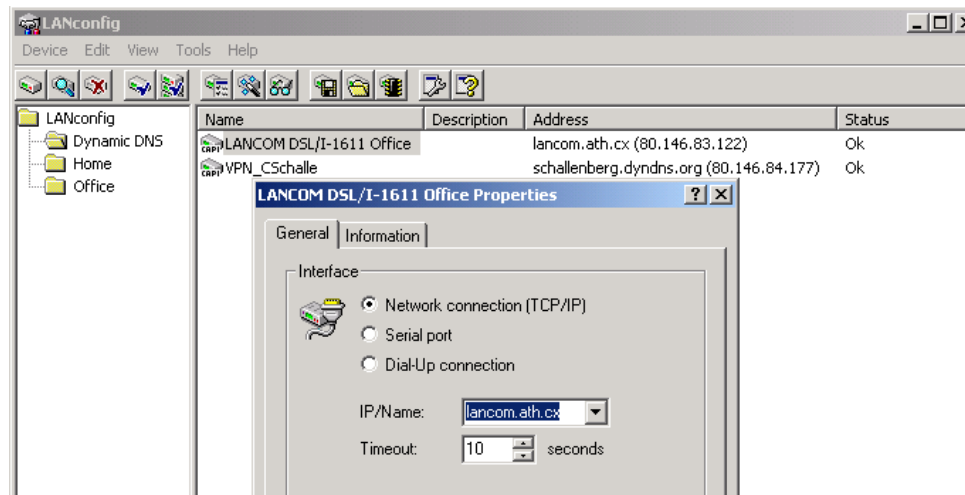 LANconfig
Device Edit View Tools Help
LANconfig
Dynamic DNS
Home
Office
Name Description Address Status
CAPI LANCOM DSL/I-1611 Office lancom.ath.cx (80.146.83.122) Ok
CAPI VPN_CSchalle schallenberg.dyndns.org (80.146.84.177) Ok
LANCOM DSL/I-1611 Office Properties
General Information
Interface
Network connection (TCP/IP)
Serial port
Dial-Up connection
IP/Name: lancom.ath.cx
Timeout: 10 seconds